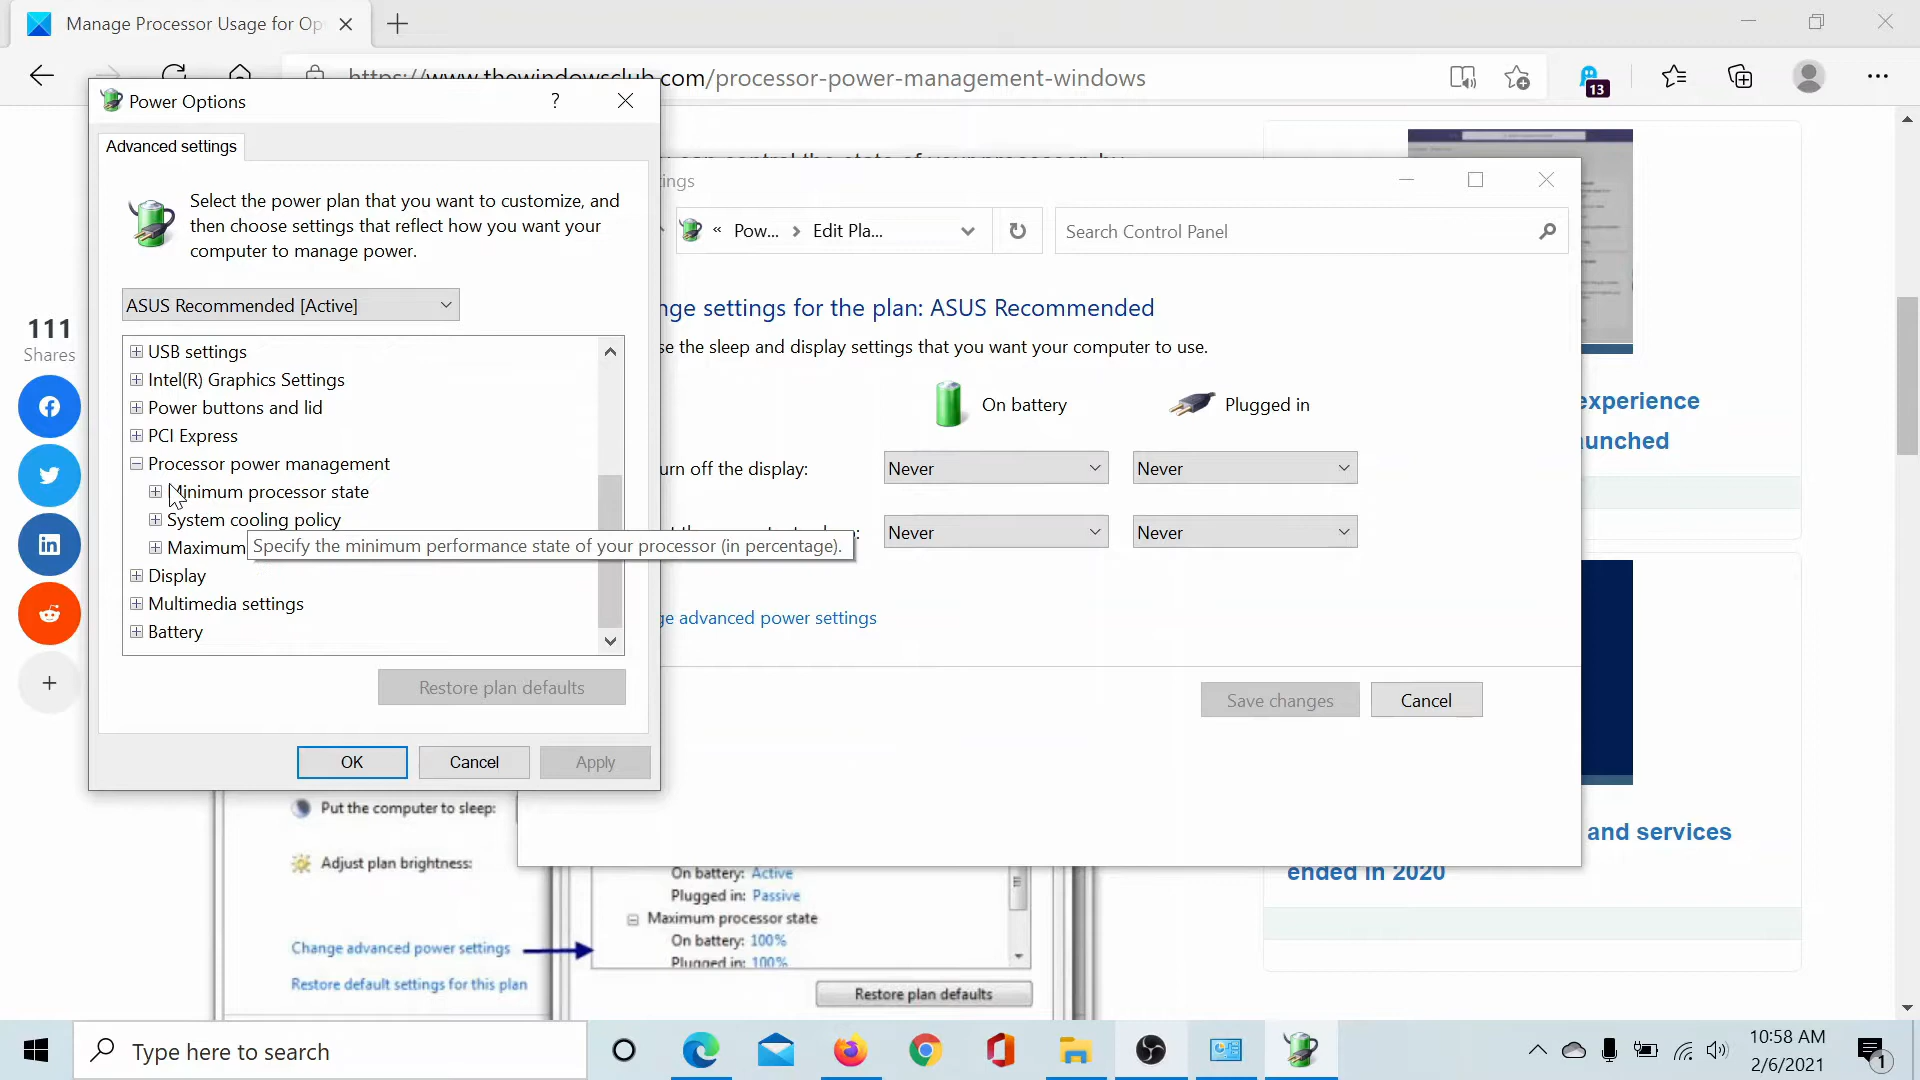 Manage Processor Usage for Op
https://www.thewindowsclub.com/processor-power-management-windows
13
Power Options
?
Advanced settings
Select the power plan that you want to customize, and
then choose settings that reflect how you want your
computer to manage power.
ASUS Recommended [Active]
USB settings
Intel(R) Graphics Settings
Power buttons and lid
PCI Express
Processor power management
Minimum processor state
System cooling policy
Maximum
Specify the minimum performance state of your processor (in percentage).
Display
Multimedia settings
Battery
Restore plan defaults
OK
Cancel
Apply
111
Shares
ings
« Pow... > Edit Pla...
Search Control Panel
nge settings for the plan: ASUS Recommended
se the sleep and display settings that you want your computer to use.
On battery
Plugged in
urn off the display:
Never
Never
Never
Never
ge advanced power settings
Save changes
Cancel
experience
aunched
and services
ended in 2020
Put the computer to sleep:
Adjust plan brightness:
Change advanced power settings
Restore default settings for this plan
On battery: Active
Plugged in: Passive
Maximum processor state
On battery: 100%
Plugged in: 100%
Restore plan defaults
Type here to search
10:58 AM
2/6/2021
1